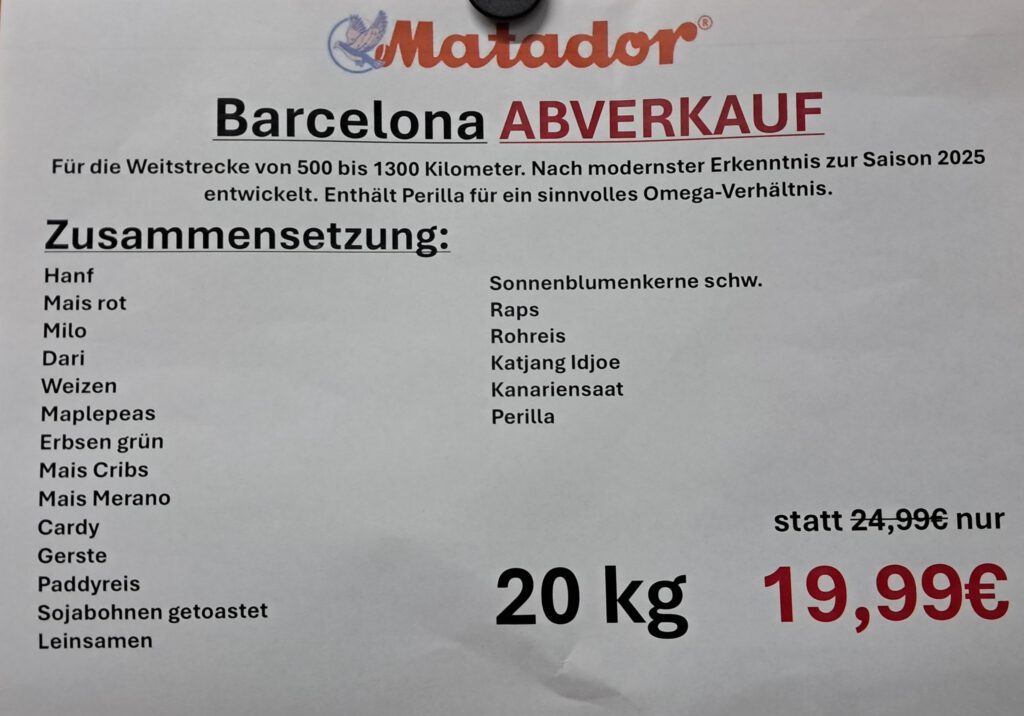 Matador®
Barcelona ABVERKAUF
Für die Weitstrecke von 500 bis 1300 Kilometer. Nach modernster Erkenntnis zur Saison 2025
entwickelt. Enthält Perilla für ein sinnvolles Omega-Verhältnis.
Zusammensetzung:
Hanf
Mais rot
Milo
Dari
Weizen
Maplepeas
Erbsen grün
Mais Cribs
Mais Merano
Cardy
Gerste
Paddyreis
Sojabohnen getoastet
Leinsamen
Sonnenblumenkerne schw.
Raps
Rohreis
Katjang Idjoe
Kanariensaat
Perilla
statt 24,99€ nur
20 kg 19,99€